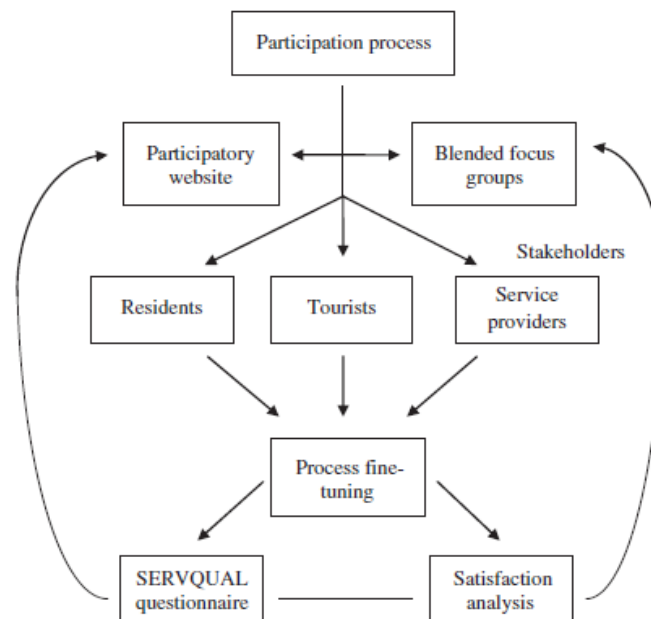 Participation process
Participatory
website
Blended focus
groups
Stakeholders
Residents
Tourists
Service
providers
Process fine-
tuning
SERVQUAL
questionnaire
Satisfaction
analysis